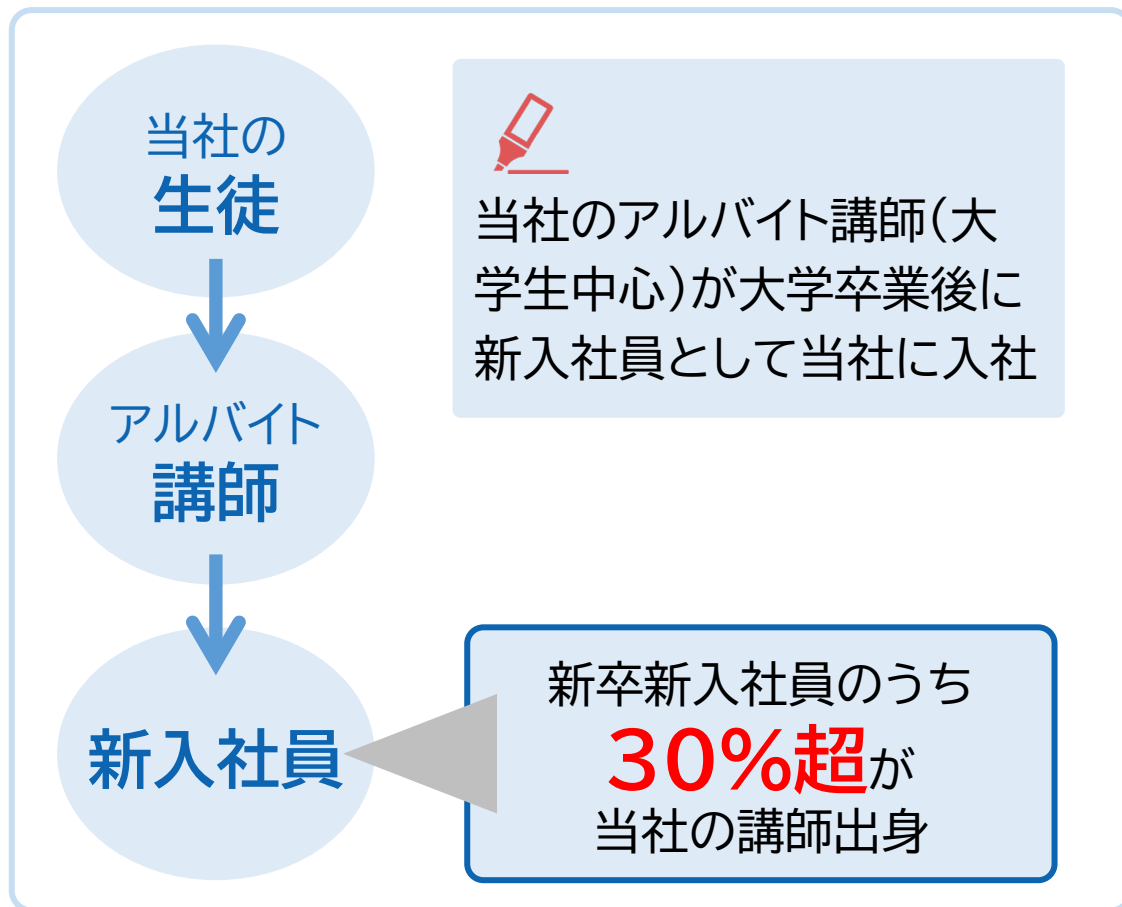 当社の
生徒
アルバイト
講師
新入社員
当社のアルバイト講師(大
学生中心)が大学卒業後に
新入社員として当社に入社
新卒新入社員のうち
30%超が
当社の講師出身